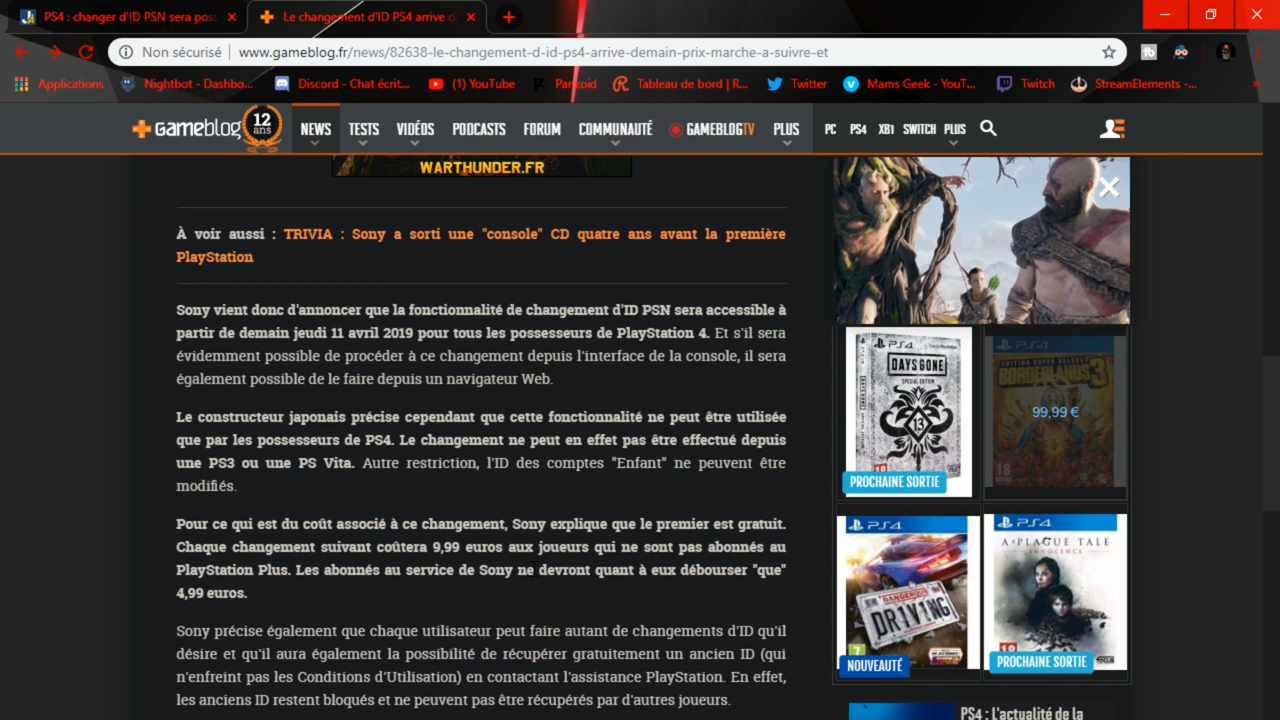 PS4 : changer d'ID PSN sera poss
Le changement d'ID PS4 arrive d
Non sécurisé
www.gameblog.fr/news/82638-le-changement-d-id-ps4-arrive-demain-prix-marche-a-suivre-et
Applications
Nightbot - Dashbo...
Discord - Chat écrit...
(1) YouTube
Tableau de bord | R...
Twitter
Mams Geek - YouT...
Twitch
StreamElements -...
gameblog
12 ans
NEWS
TESTS
VIDÉOS
PODCASTS
FORUM
COMMUNAUTÉ
GAMEBLOGTV
PLUS
PC
PS4
XB1
SWITCH
PLUS
WARTHUNDER.FR
À voir aussi : TRIVIA : Sony a sorti une "console" CD quatre ans avant la première
PlayStation
Sony vient donc d'annoncer que la fonctionnalité de changement d'ID PSN sera accessible à
partir de demain jeudi 11 avril 2019 pour tous les possesseurs de PlayStation 4. Et s'il sera
évidemment possible de procéder à ce changement depuis l'interface de la console, il sera
également possible de le faire depuis un navigateur Web.
Le constructeur japonais précise cependant que cette fonctionnalité ne peut être utilisée
que par les possesseurs de PS4. Le changement ne peut en effet pas être effectué depuis
une PS3 ou une PS Vita. Autre restriction, l'ID des comptes "Enfant" ne peuvent être
modifiés.
Pour ce qui est du coût associé à ce changement, Sony explique que le premier est gratuit.
Chaque changement suivant coûtera 9,99 euros aux joueurs qui ne sont pas abonnés au
PlayStation Plus. Les abonnés au service de Sony ne devront quant à eux débourser "que"
4,99 euros.
Sony précise également que chaque utilisateur peut faire autant de changements d'ID qu'il
désire et qu'il aura également la possibilité de récupérer gratuitement un ancien ID (qui
n'enfreint pas les Conditions d'Utilisation) en contactant l'assistance PlayStation. En effet,
les anciens ID restent bloqués et ne peuvent pas être récupérés par d'autres joueurs.
PS4
DAYS GONE
SPECIAL EDITION
13
18
PROCHAINE SORTIE
PS4
EDITION SUPER DELUXE
BORDERLANDS 3
99,99 €
18
PS4
DANGEROUS
DRIVING
7
NOUVEAUTÉ
PS4
A PLAGUE TALE
INNOCENCE
18
PROCHAINE SORTIE
PS4 : L'actualité de la